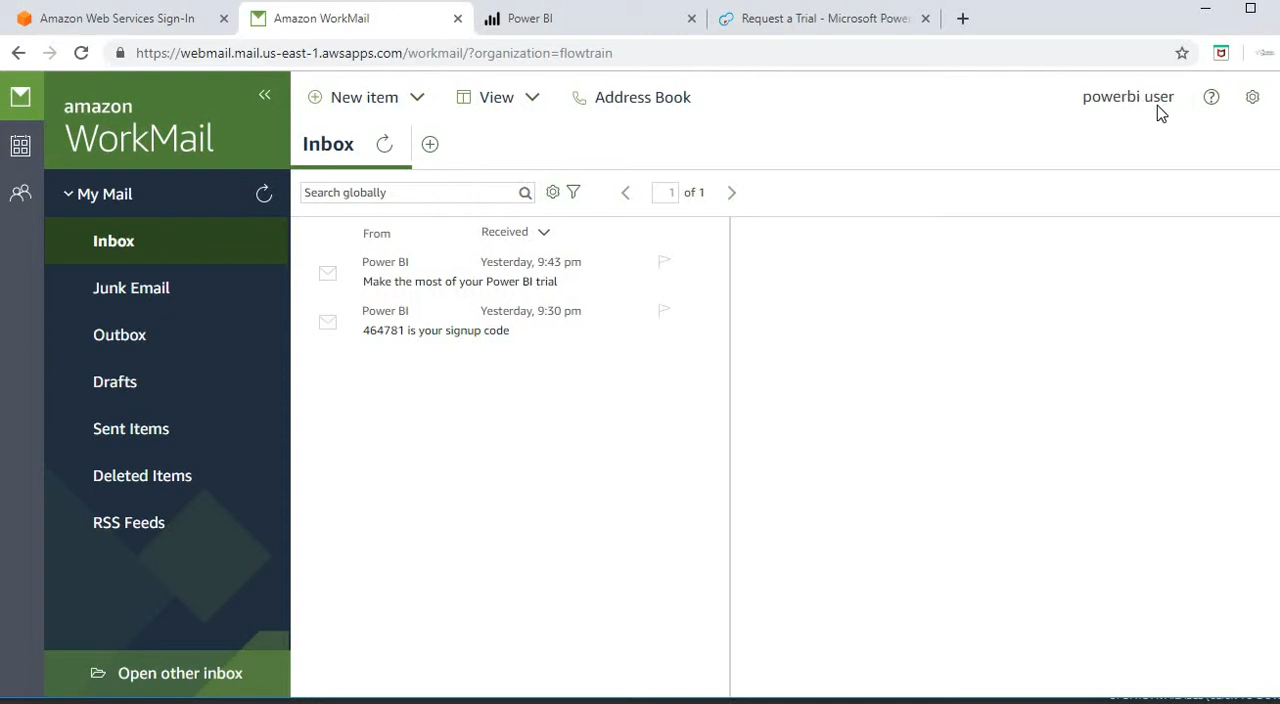 Amazon Web Services Sign-In
Amazon WorkMail
Power BI
Request a Trial - Microsoft Powe
https://webmail.mail.us-east-1.awsapps.com/workmail/?organization=flowtrain
amazon
WorkMail
New item
View
Address Book
powerbi user
Inbox
My Mail
Search globally
1 of 1
Inbox
Junk Email
Outbox
Drafts
Sent Items
Deleted Items
RSS Feeds
Open other inbox
From Received
Power BI Yesterday, 9:43 pm
Make the most of your Power BI trial
Power BI Yesterday, 9:30 pm
464781 is your signup code